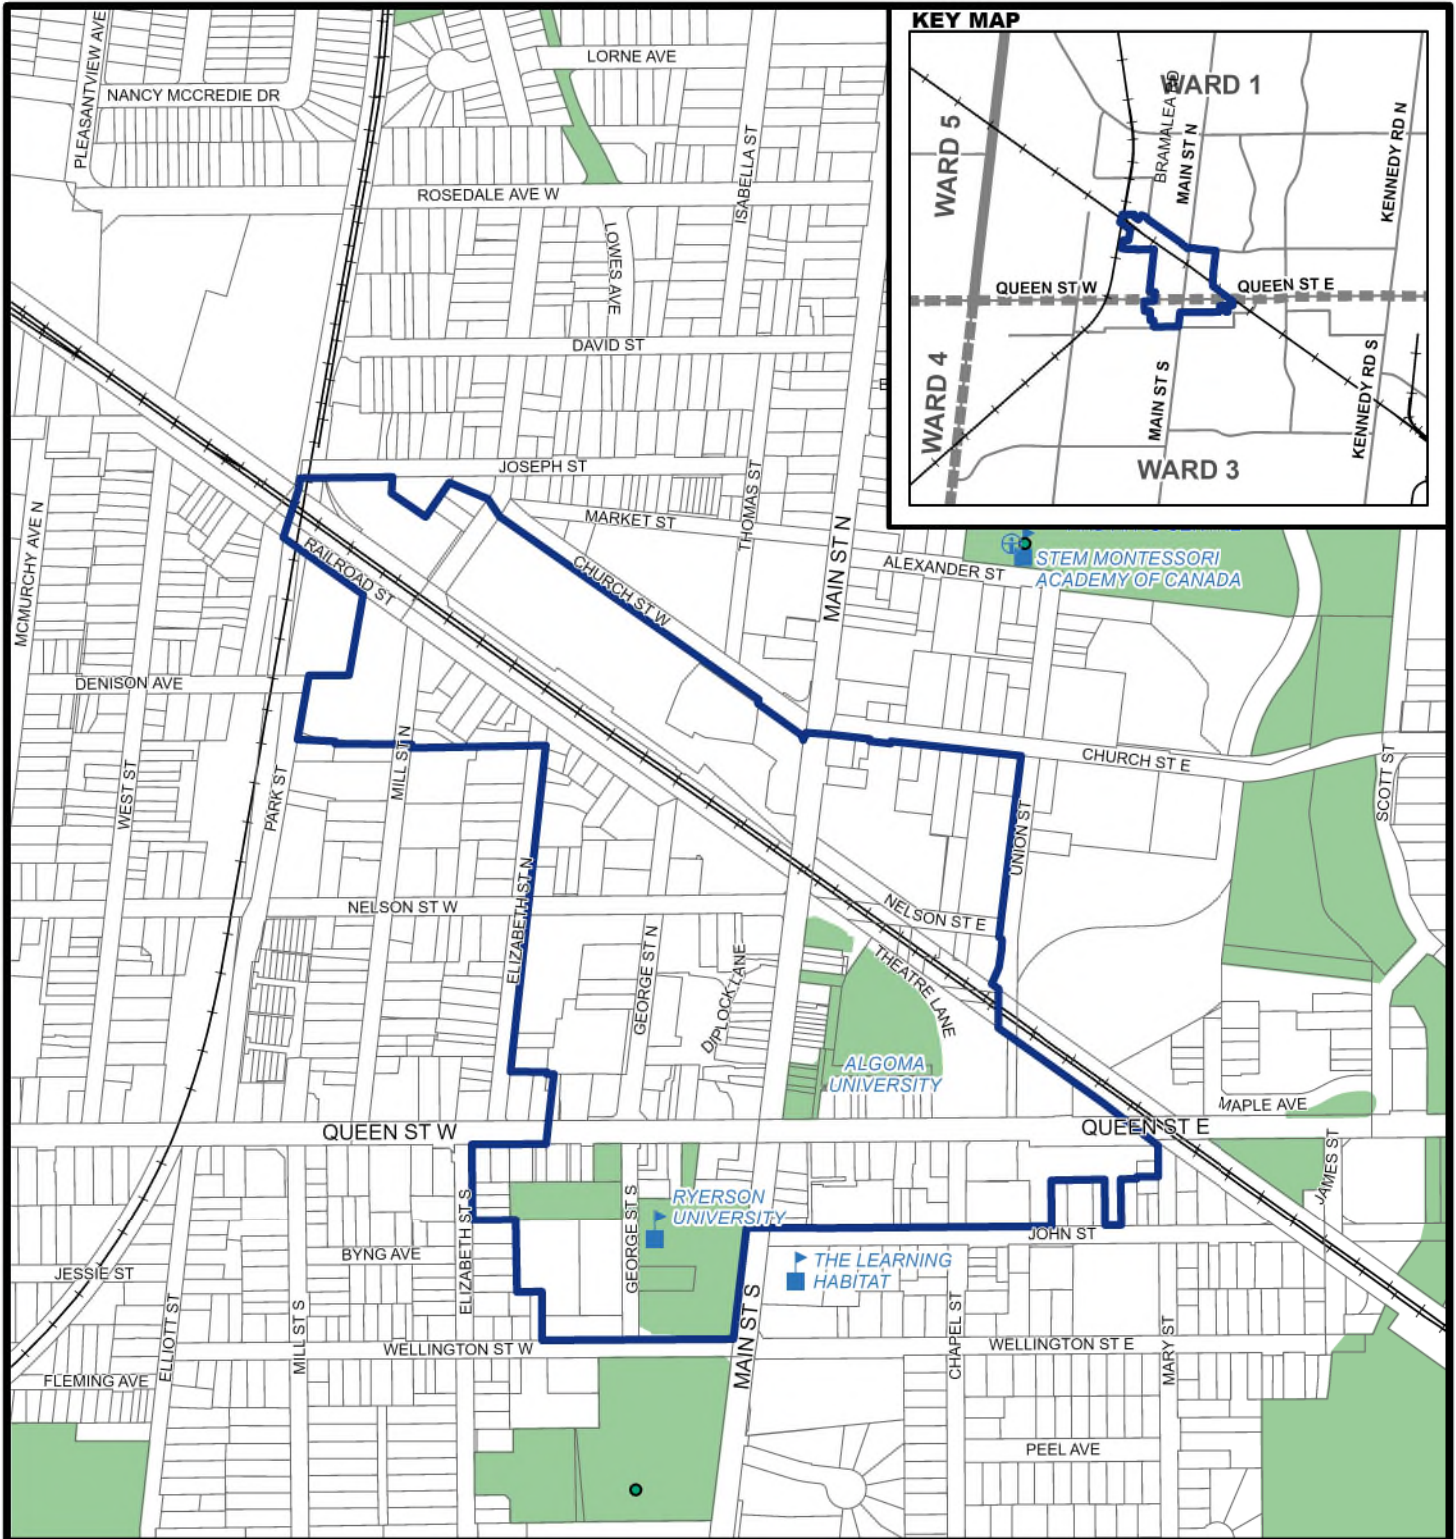 KEY MAP
WARD 1
WARD 5
BRAMALEA RD
MAIN ST N
KENNEDY RD N
QUEEN ST W
QUEEN ST E
WARD 4
MAIN ST S
KENNEDY RD S
WARD 3
PLEASANTVIEW AVE
LORNE AVE
NANCY MCCREDIE DR
ISABELLA ST
ROSEDALE AVE W
LOWES AVE
DAVID ST
JOSEPH ST
THOMAS ST
MARKET ST
MAIN ST N
MCMURCHY AVE N
RAILROAD ST
CHURCH ST W
ALEXANDER ST
STEM MONTESSORI
ACADEMY OF CANADA
DENISON AVE
WEST ST
PARK ST
MILL ST N
CHURCH ST E
SCOTT ST
UNION ST
ELIZABETH ST N
NELSON ST W
NELSON ST E
GEORGE ST N
DIPLOCK LANE
THEATRE LANE
ALGOMA
UNIVERSITY
MAPLE AVE
QUEEN ST W
QUEEN ST E
JAMES ST
RYERSON
UNIVERSITY
ELIZABETH ST S
GEORGE ST S
JOHN ST
BYNG AVE
THE LEARNING
HABITAT
JESSIE ST
ELLIOTT ST
MILL ST S
MAIN ST S
CHAPEL ST
MARY ST
WELLINGTON ST W
WELLINGTON ST E
FLEMING AVE
PEEL AVE